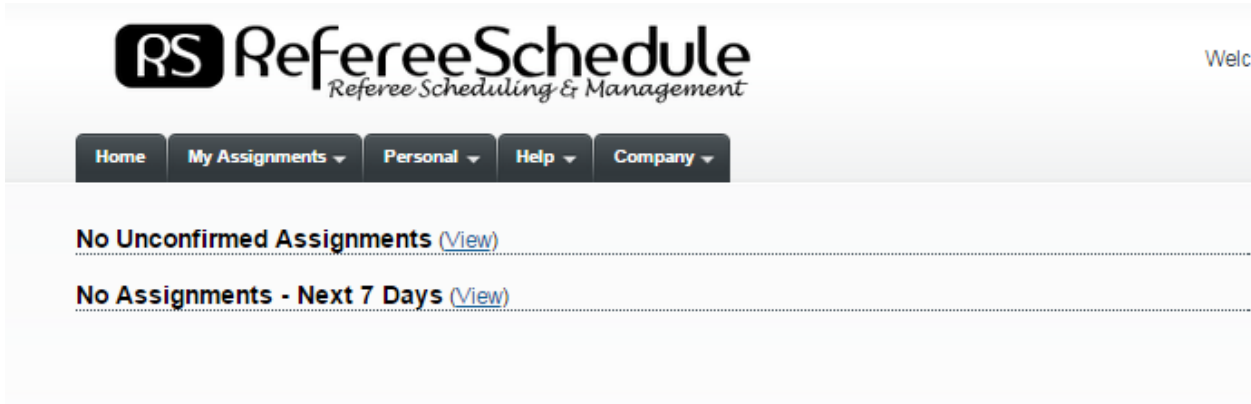 RS RefereeSchedule
Referee Scheduling & Management
Welc
Home My Assignments Personal Help Company
No Unconfirmed Assignments (View)
No Assignments - Next 7 Days (View)